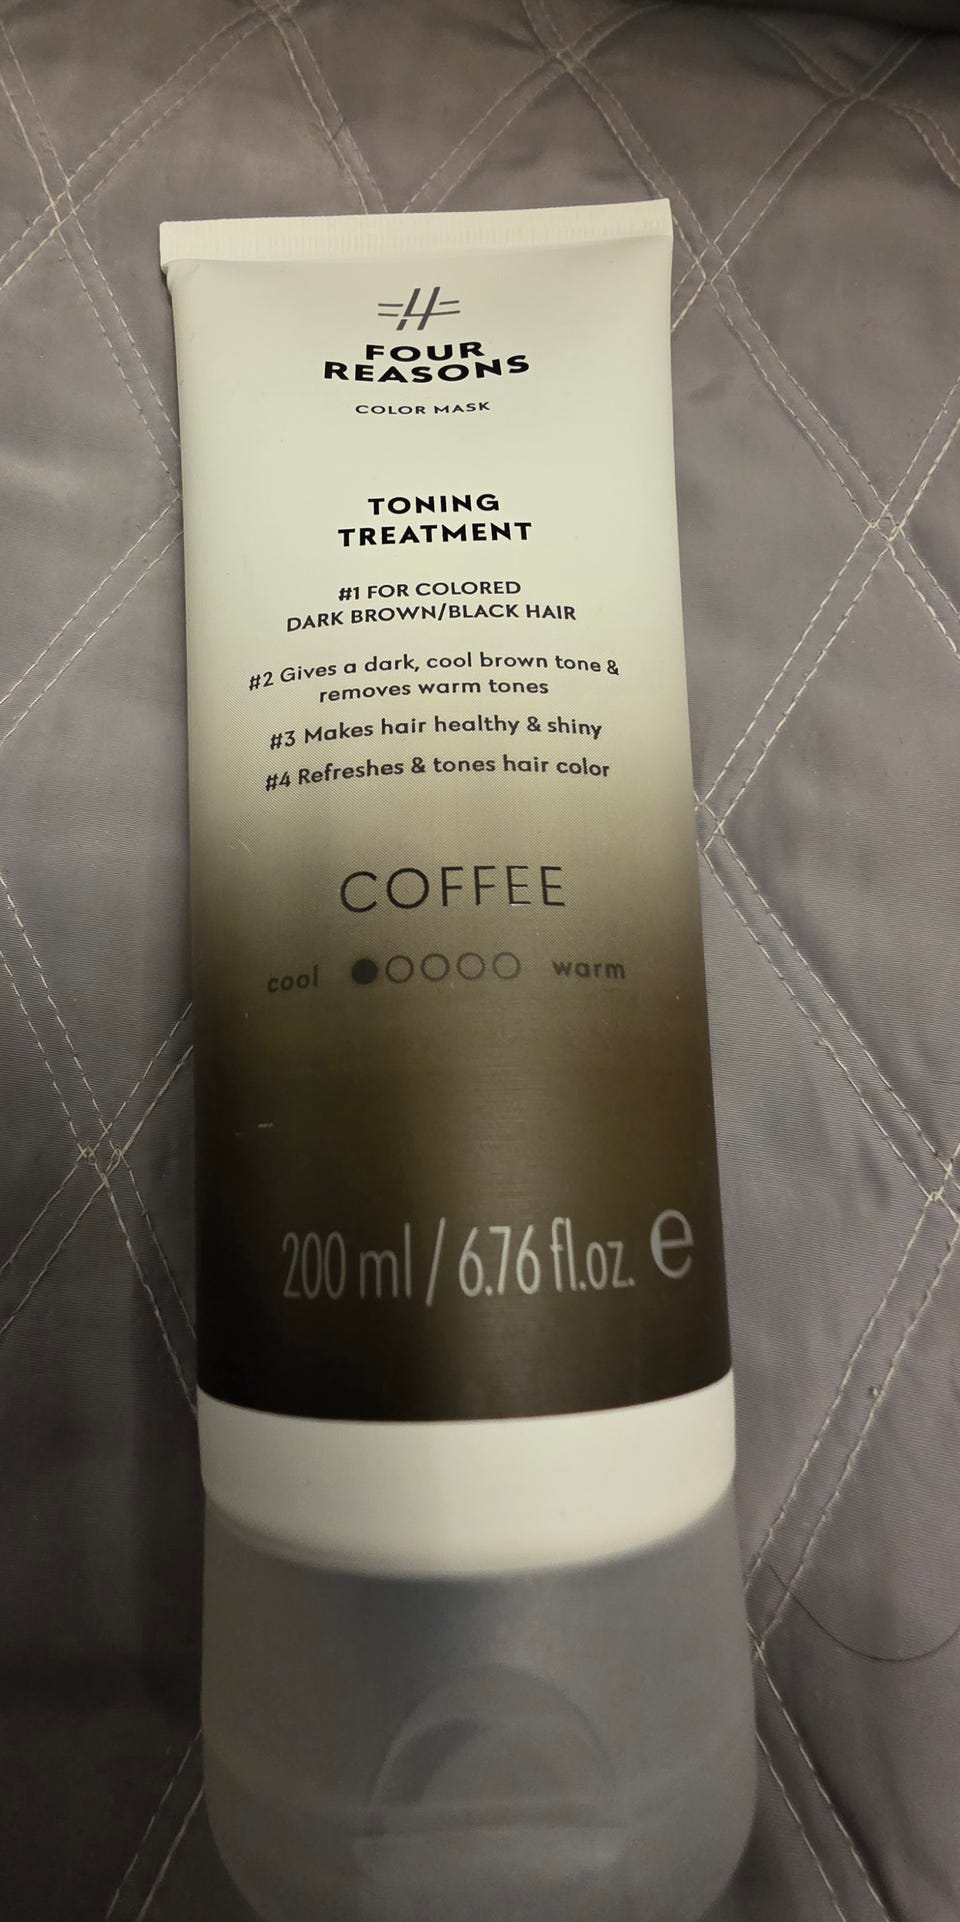 FOUR
REASONS
COLOR MASK
TONING
TREATMENT
#1 FOR COLORED
DARK BROWN/BLACK HAIR
#2 Gives a dark, cool brown tone &
removes warm tones
#3 Makes hair healthy & shiny
#4 Refreshes & tones hair color
COFFEE
cool warm
200 ml / 6.76 fl.oz. e